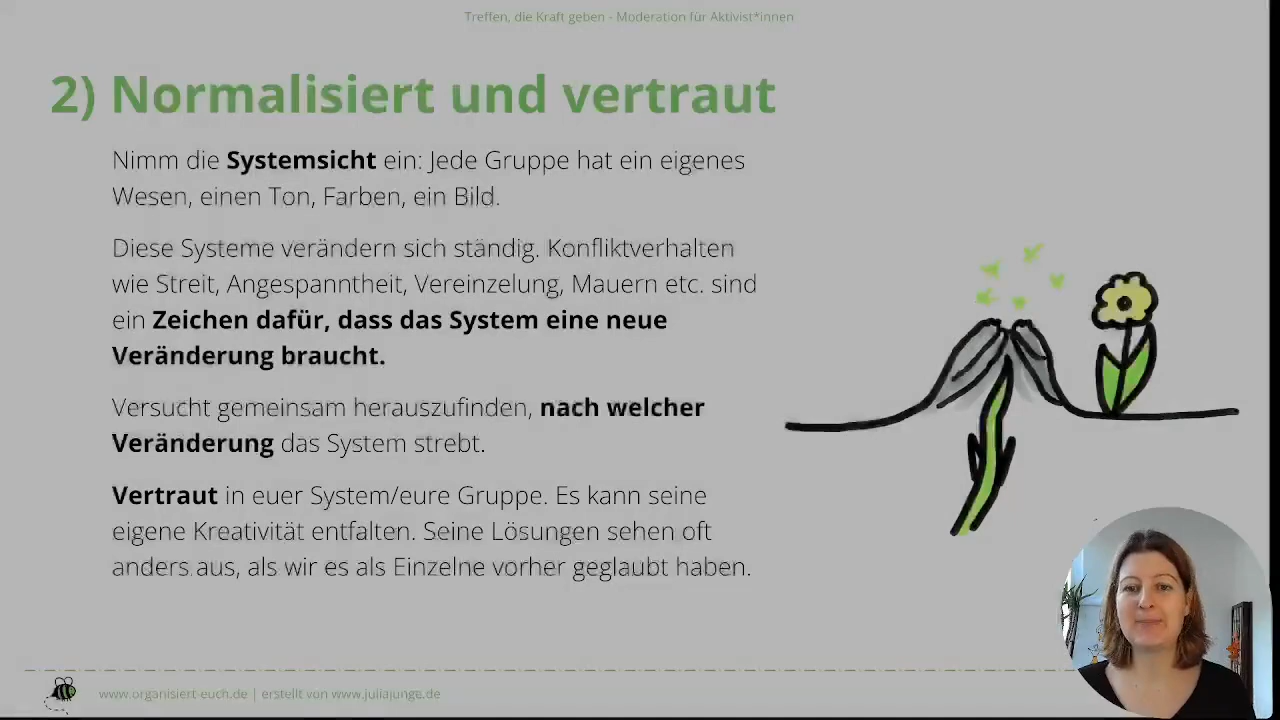 Treffen, die Kraft geben - Moderation für Aktivist*innen
2) Normalisiert und vertraut
Nimm die Systemsicht ein: Jede Gruppe hat ein eigenes
Wesen, einen Ton, Farben, ein Bild.
Diese Systeme verändern sich ständig. Konfliktverhalten
wie Streit, Angespanntheit, Vereinzelung, Mauern etc. sind
ein Zeichen dafür, dass das System eine neue
Veränderung braucht.
Versucht gemeinsam herauszufinden, nach welcher
Veränderung das System strebt.
Vertraut in euer System/eure Gruppe. Es kann seine
eigene Kreativität entfalten. Seine Lösungen sehen oft
anders aus, als wir es als Einzelne vorher geglaubt haben.
www.organisiert-euch.de | erstellt von www.juliajunge.de